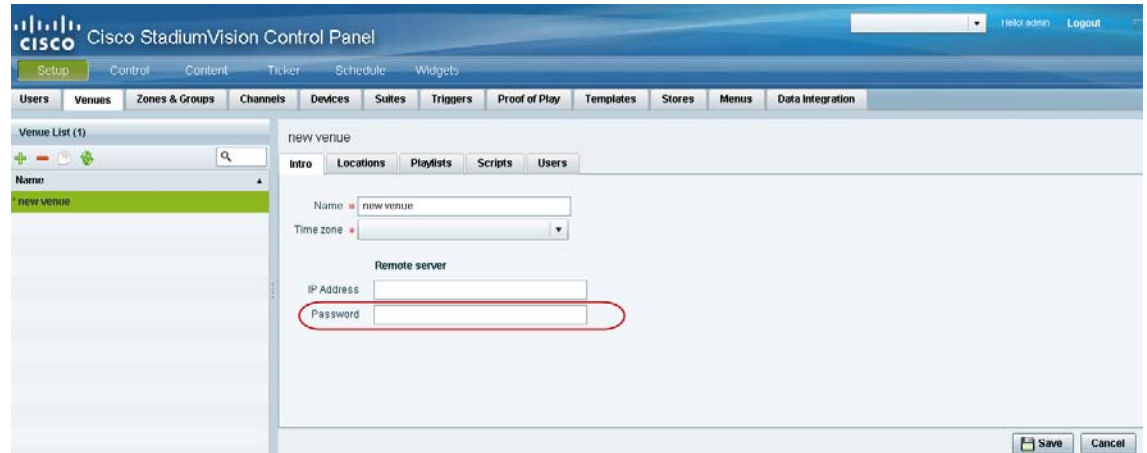 CISCO Cisco StadiumVision Control Panel
Hello! admin Logout
Setup Control Content Ticker Schedule Widgets
Users Venues Zones & Groups Channels Devices Suites Triggers Proof of Play Templates Stores Menus Data Integration
Venue List (1)
Name
* new venue
new venue
Intro Locations Playlists Scripts Users
Name * new venue
Time zone *
Remote server
IP Address
Password
Save Cancel